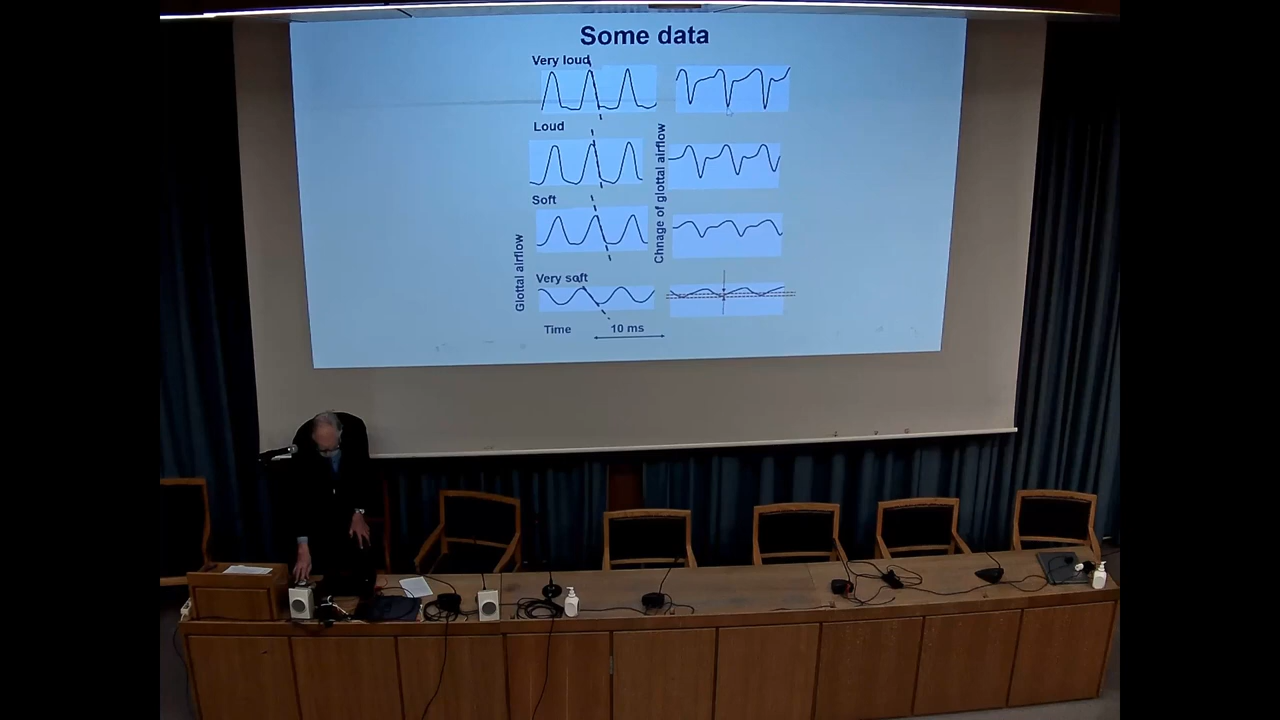 Some data
Very loud
Loud
Soft
Very soft
Glottal airflow
Chnage of glottal airflow
Time
10 ms